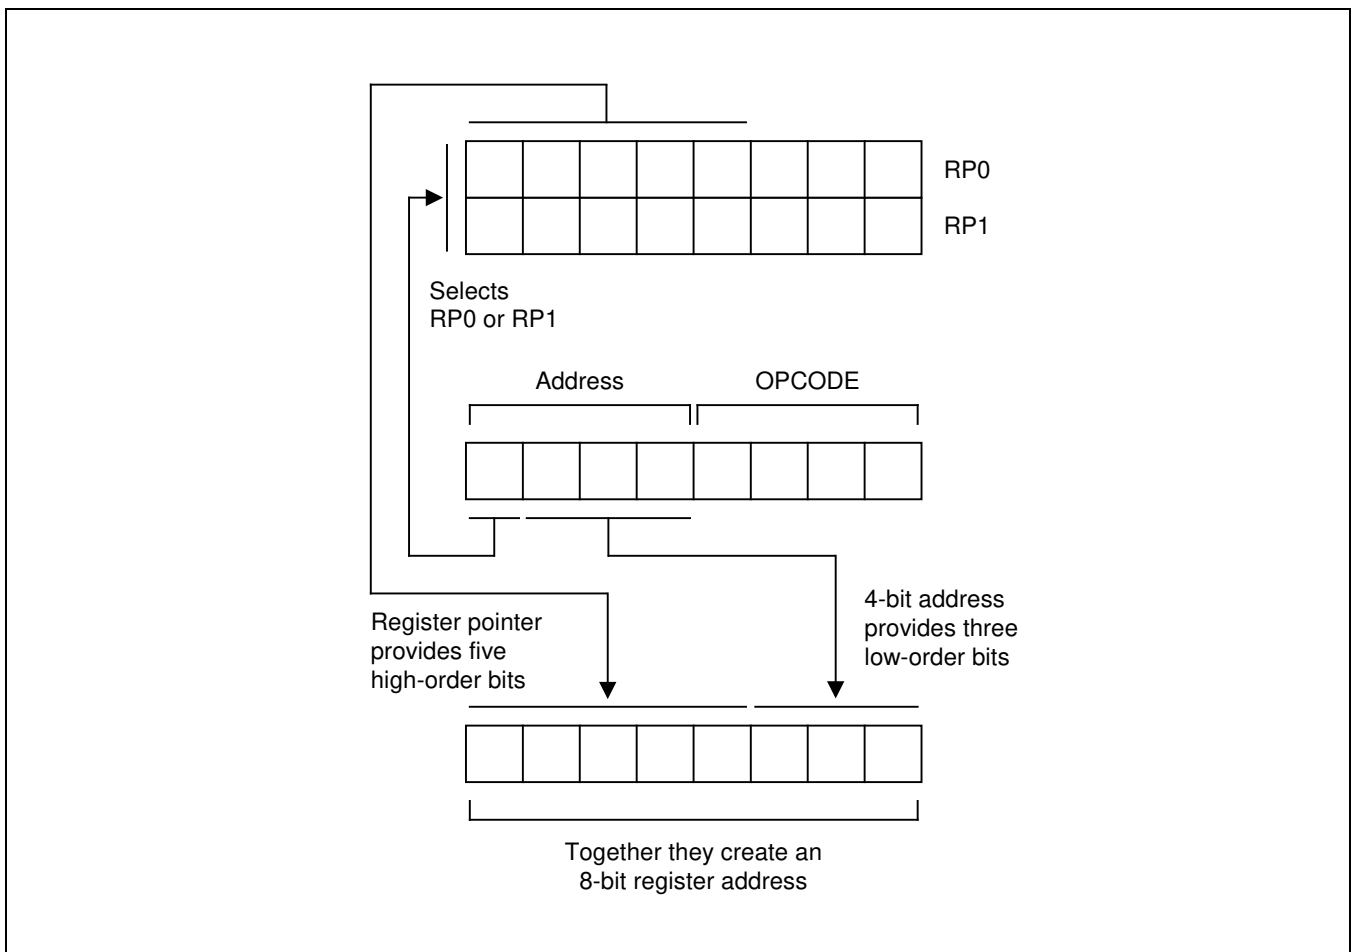 RP0
RP1
Selects
RP0 or RP1
Address
OPCODE
Register pointer
provides five
high-order bits
4-bit address
provides three
low-order bits
Together they create an
8-bit register address